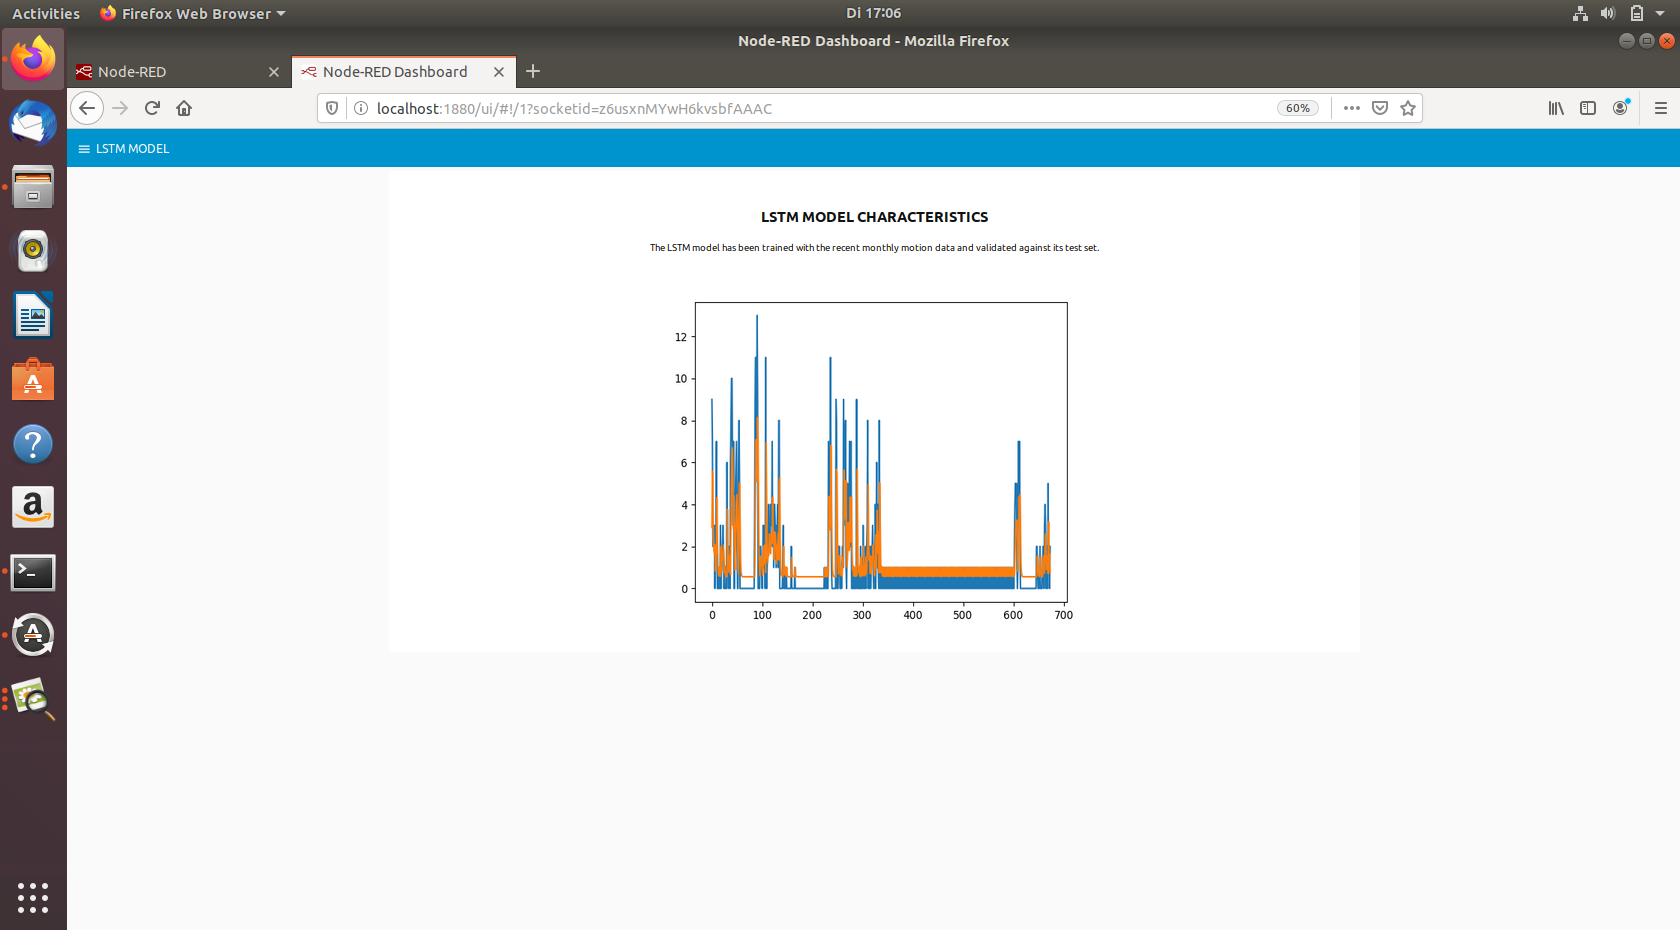 Activities Firefox Web Browser Di 17:06
Node-RED Dashboard - Mozilla Firefox
Node-RED Node-RED Dashboard
localhost:1880/ui/#!/1?socketid=z6usxnMYwH6kvsbfAAAC 60%
LSTM MODEL
LSTM MODEL CHARACTERISTICS
The LSTM model has been trained with the recent monthly motion data and validated against its test set.
12
10
8
6
4
2
0
0 100 200 300 400 500 600 700